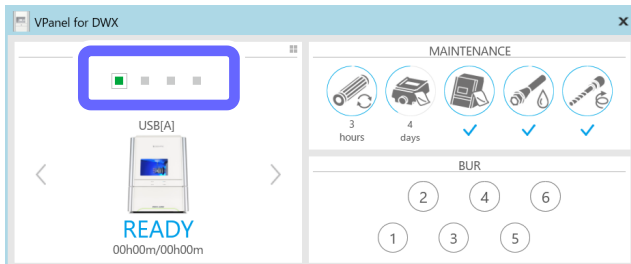 VPanel for DWX
MAINTENANCE
3
hours
4
days
USB[A]
READY
00h00m/00h00m
BUR
2 4 6
1 3 5